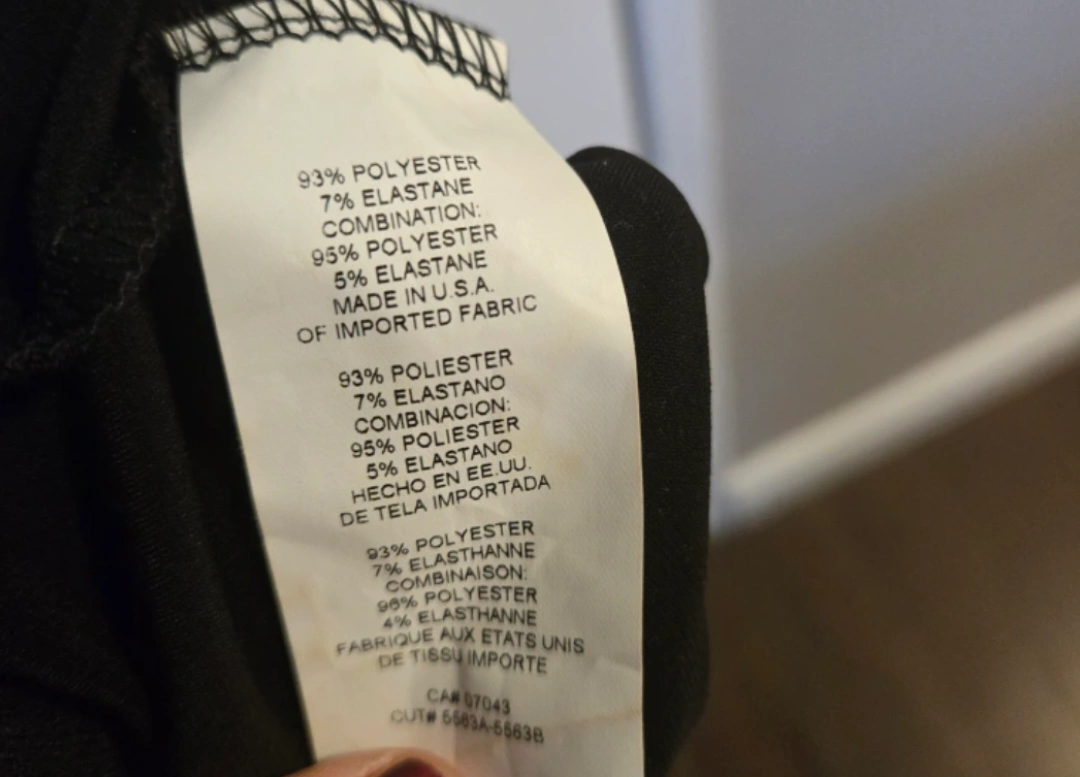 93% POLYESTER
7% ELASTANE
COMBINATION:
95% POLYESTER
5% ELASTANE
MADE IN U.S.A.
OF IMPORTED FABRIC
93% POLIESTER
7% ELASTANO
COMBINACION:
95% POLIESTER
5% ELASTANO
HECHO EN EE.UU.
DE TELA IMPORTADA
93% POLYESTER
7% ELASTHANNE
COMBINAISON:
96% POLYESTER
4% ELASTHANNE
FABRIQUE AUX ETATS UNIS
DE TISSU IMPORTE
CA# 07043
CUT# 5563A-5563B